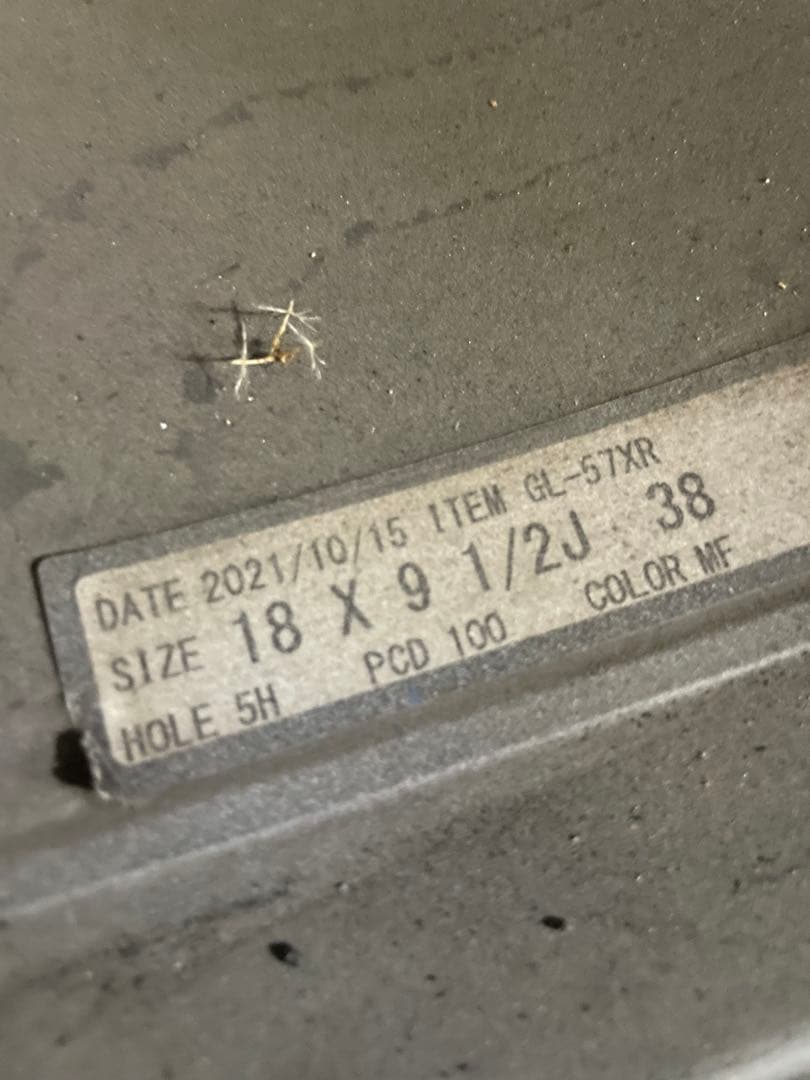 DATE 2021/10/15 ITEM GL-57XR
SIZE 18 X 9 1/2J 38
HOLE 5H PCD 100 COLOR MF